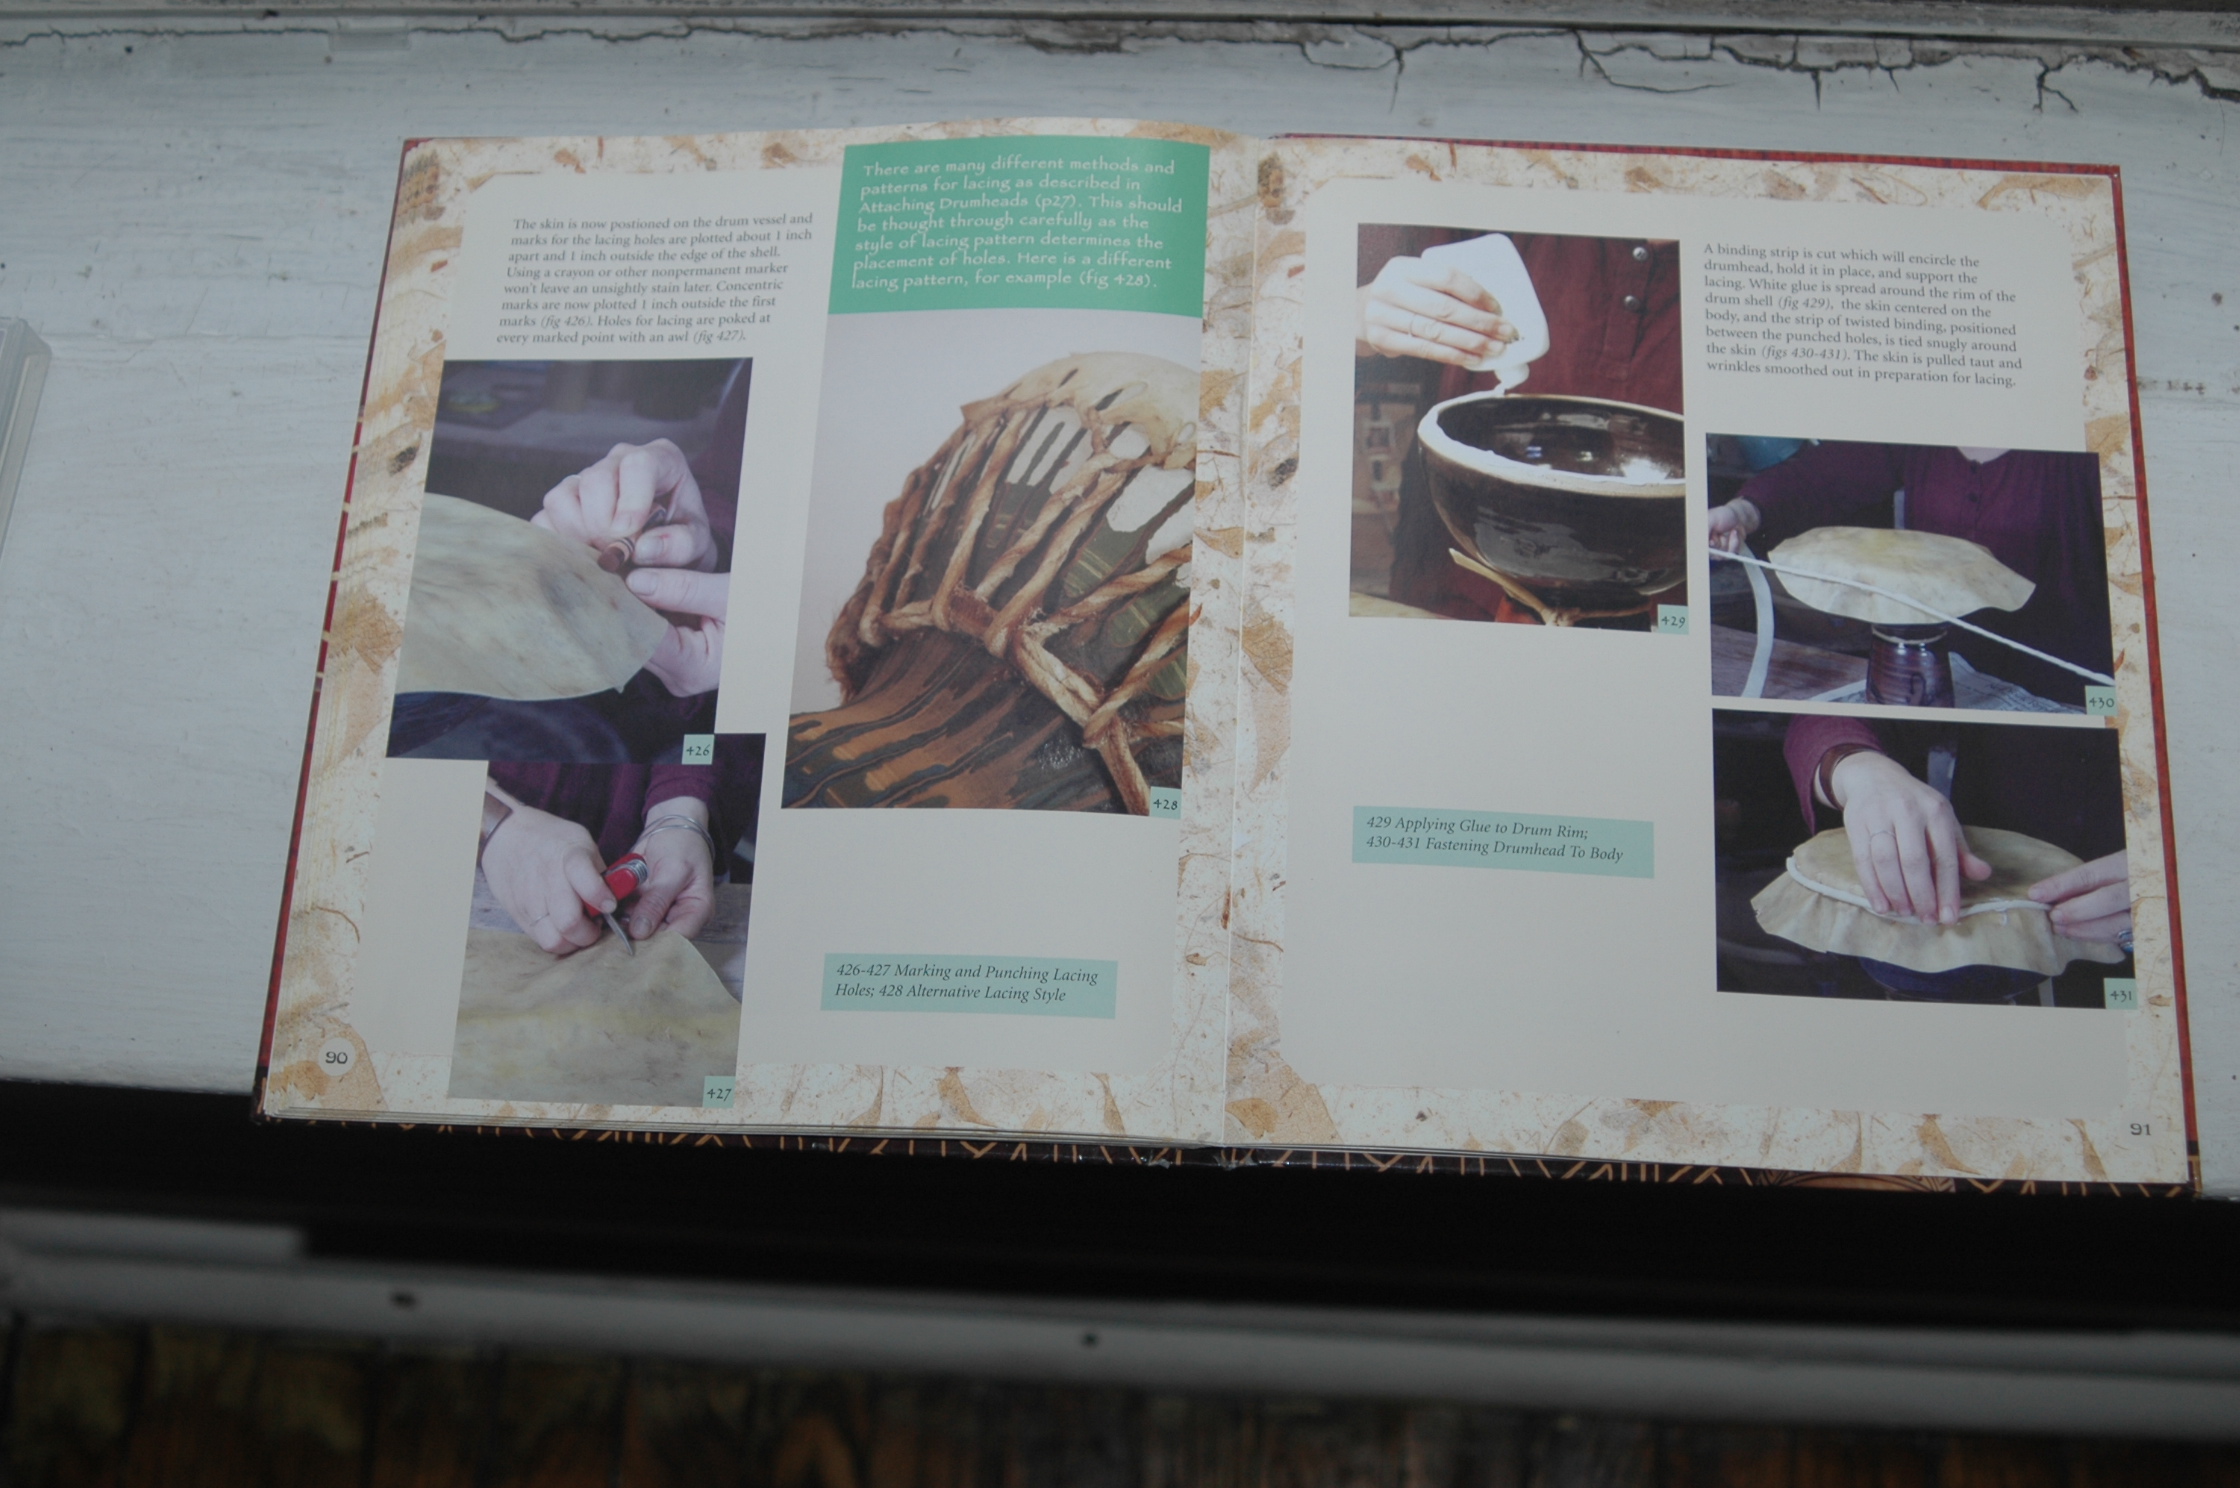 The skin is now postioned on the drum vessel and
marks for the lacing holes are plotted about 1 inch
apart and 1 inch outside the edge of the shell.
Using a crayon or other nonpermanent marker
won't leave an unsightly stain later. Concentric
marks are now plotted 1 inch outside the first
marks (fig 426). Holes for lacing are poked at
every marked point with an awl (fig 427).
There are many different methods and
patterns for lacing as described in
Attaching Drumheads (p27). This should
be thought through carefully as the
style of lacing pattern determines the
placement of holes. Here is a different
lacing pattern, for example (fig 428).
426
428
427
426-427 Marking and Punching Lacing
Holes; 428 Alternative Lacing Style
90
A binding strip is cut which will encircle the
drumhead, hold it in place, and support the
lacing. White glue is spread around the rim of the
drum shell (fig 429), the skin centered on the
body, and the strip of twisted binding, positioned
between the punched holes, is tied snugly around
the skin (figs 430-431). The skin is pulled taut and
wrinkles smoothed out in preparation for lacing.
429
430
431
429 Applying Glue to Drum Rim;
430-431 Fastening Drumhead To Body
91